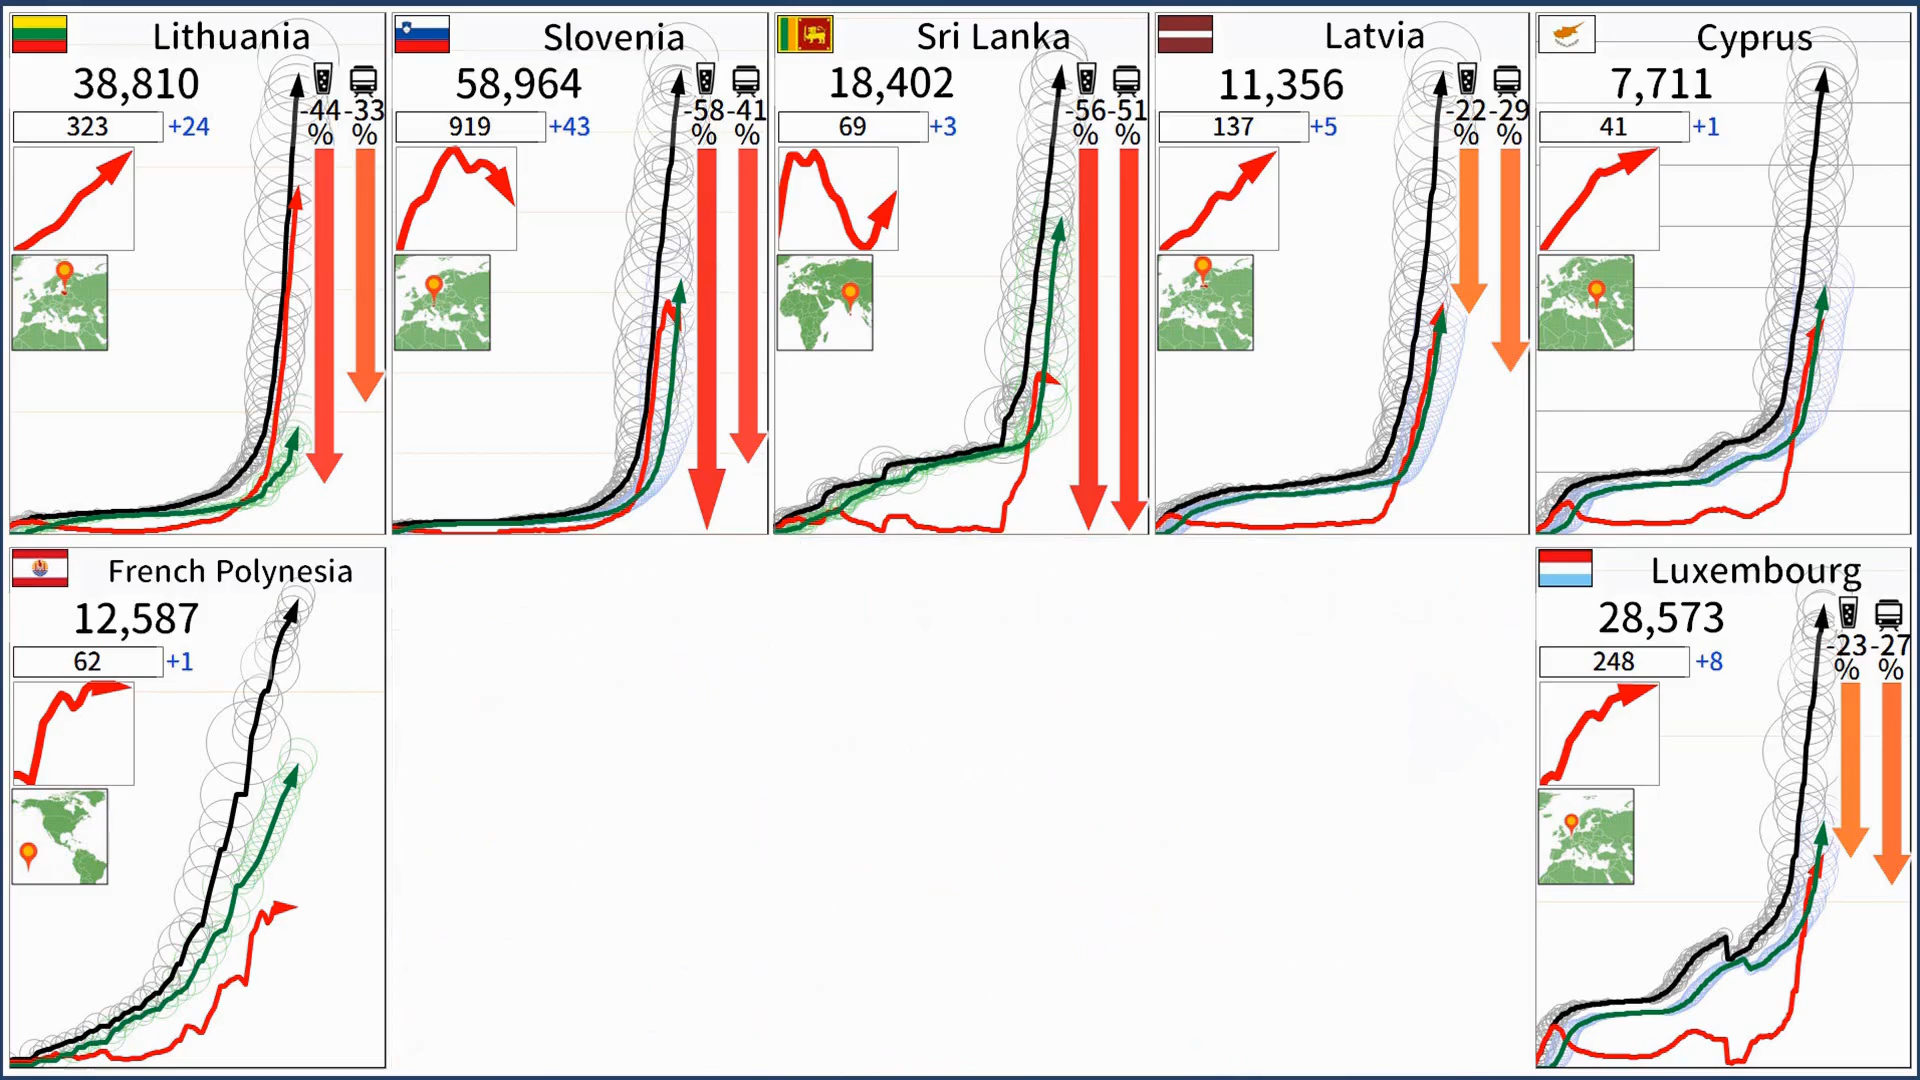 Lithuania
38,810
323 +24
-44 % -33 %
Slovenia
58,964
919 +43
-58 % -41 %
Sri Lanka
18,402
69 +3
-56 % -51 %
Latvia
11,356
137 +5
-22 % -29 %
Cyprus
7,711
41 +1
French Polynesia
12,587
62 +1
Luxembourg
28,573
248 +8
-23 % -27 %